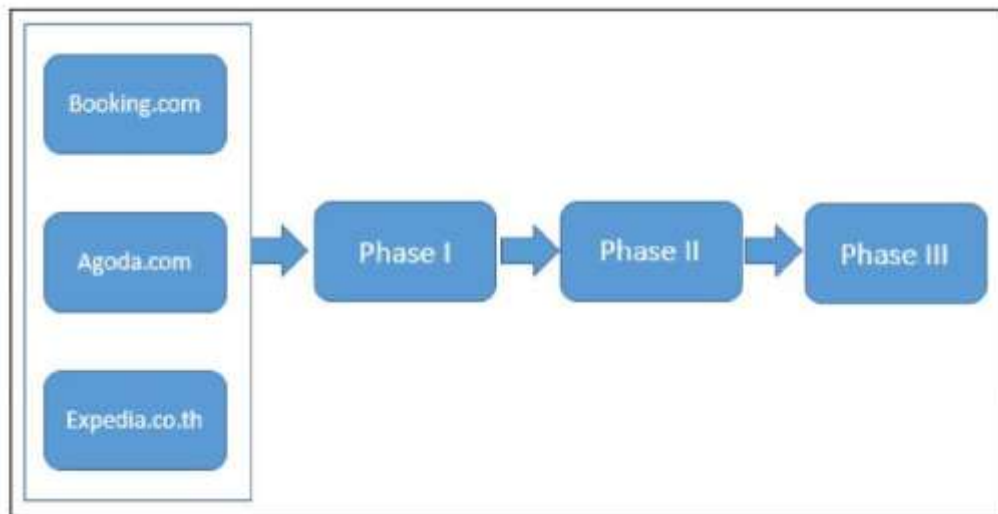 Booking.com
Agoda.com
Expedia.co.th
Phase I
Phase II
Phase III